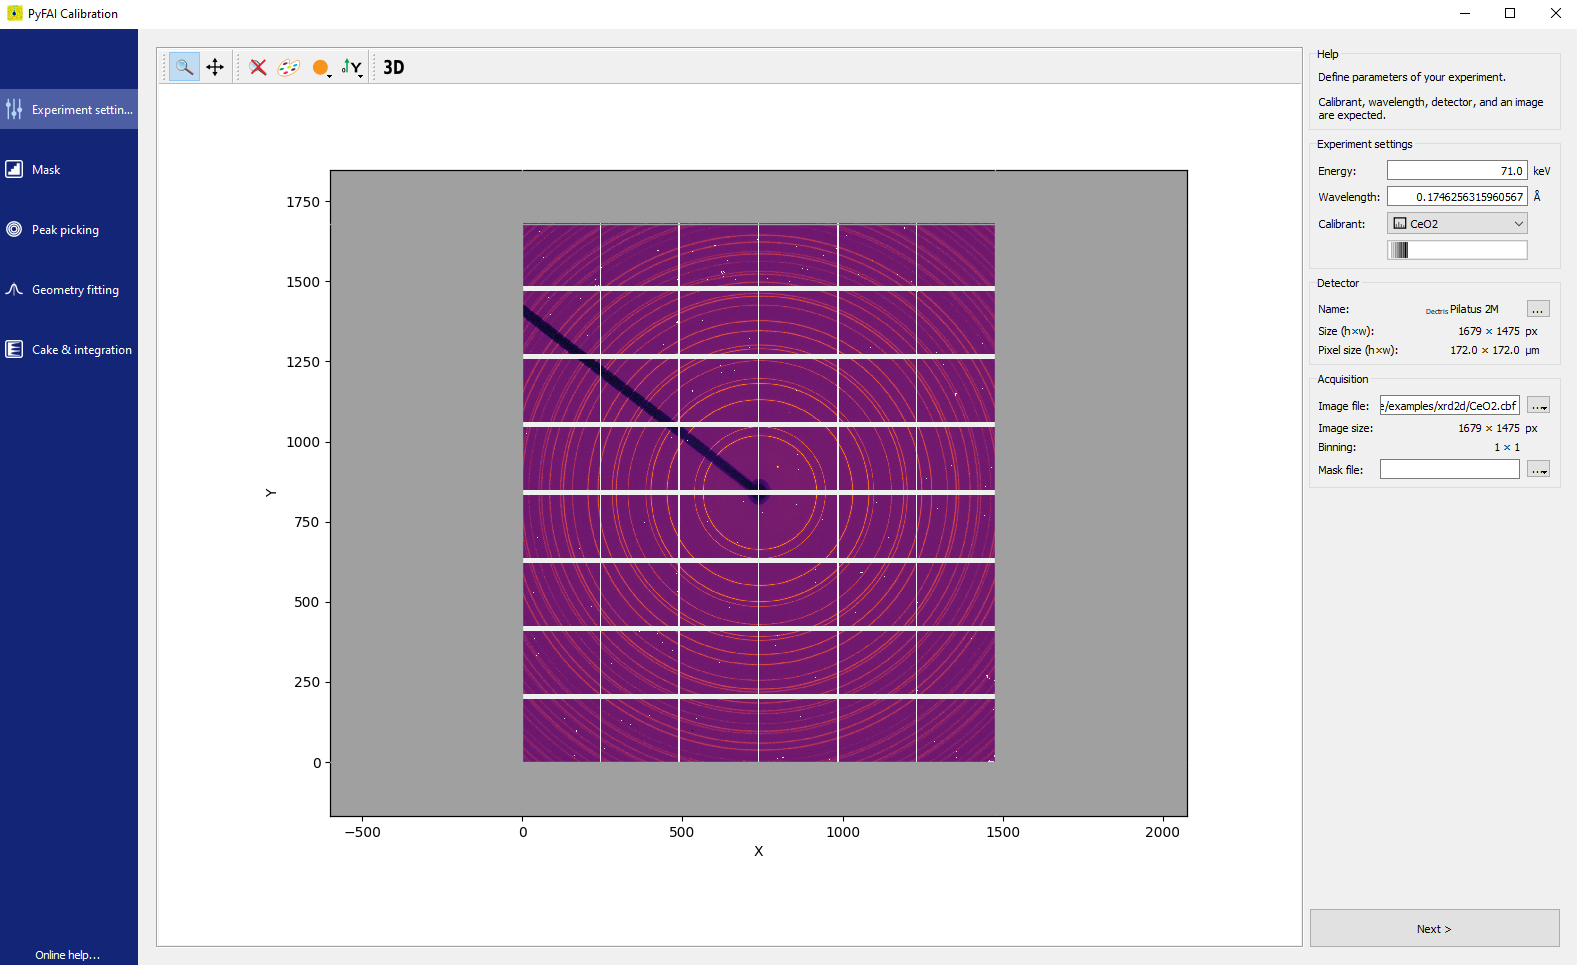 PyFAI Calibration
Experiment settin...
Mask
Peak picking
Geometry fitting
Cake & integration
Online help...
Y
3D
1750
1500
1250
1000
750
500
250
0
Y
−500
0
500
1000
1500
2000
X
Help
Define parameters of your experiment.
Calibrant, wavelength, detector, and an image
are expected.
Experiment settings
Energy: 71.0 keV
Wavelength: 0.1746256315960567 Å
Calibrant: CeO2
Detector
Name: Dectris Pilatus 2M ...
Size (h×w): 1679 × 1475 px
Pixel size (h×w): 172.0 × 172.0 µm
Acquisition
Image file: e/examples/xrd2d/CeO2.cbf ...
Image size: 1679 × 1475 px
Binning: 1 × 1
Mask file: ...
Next >